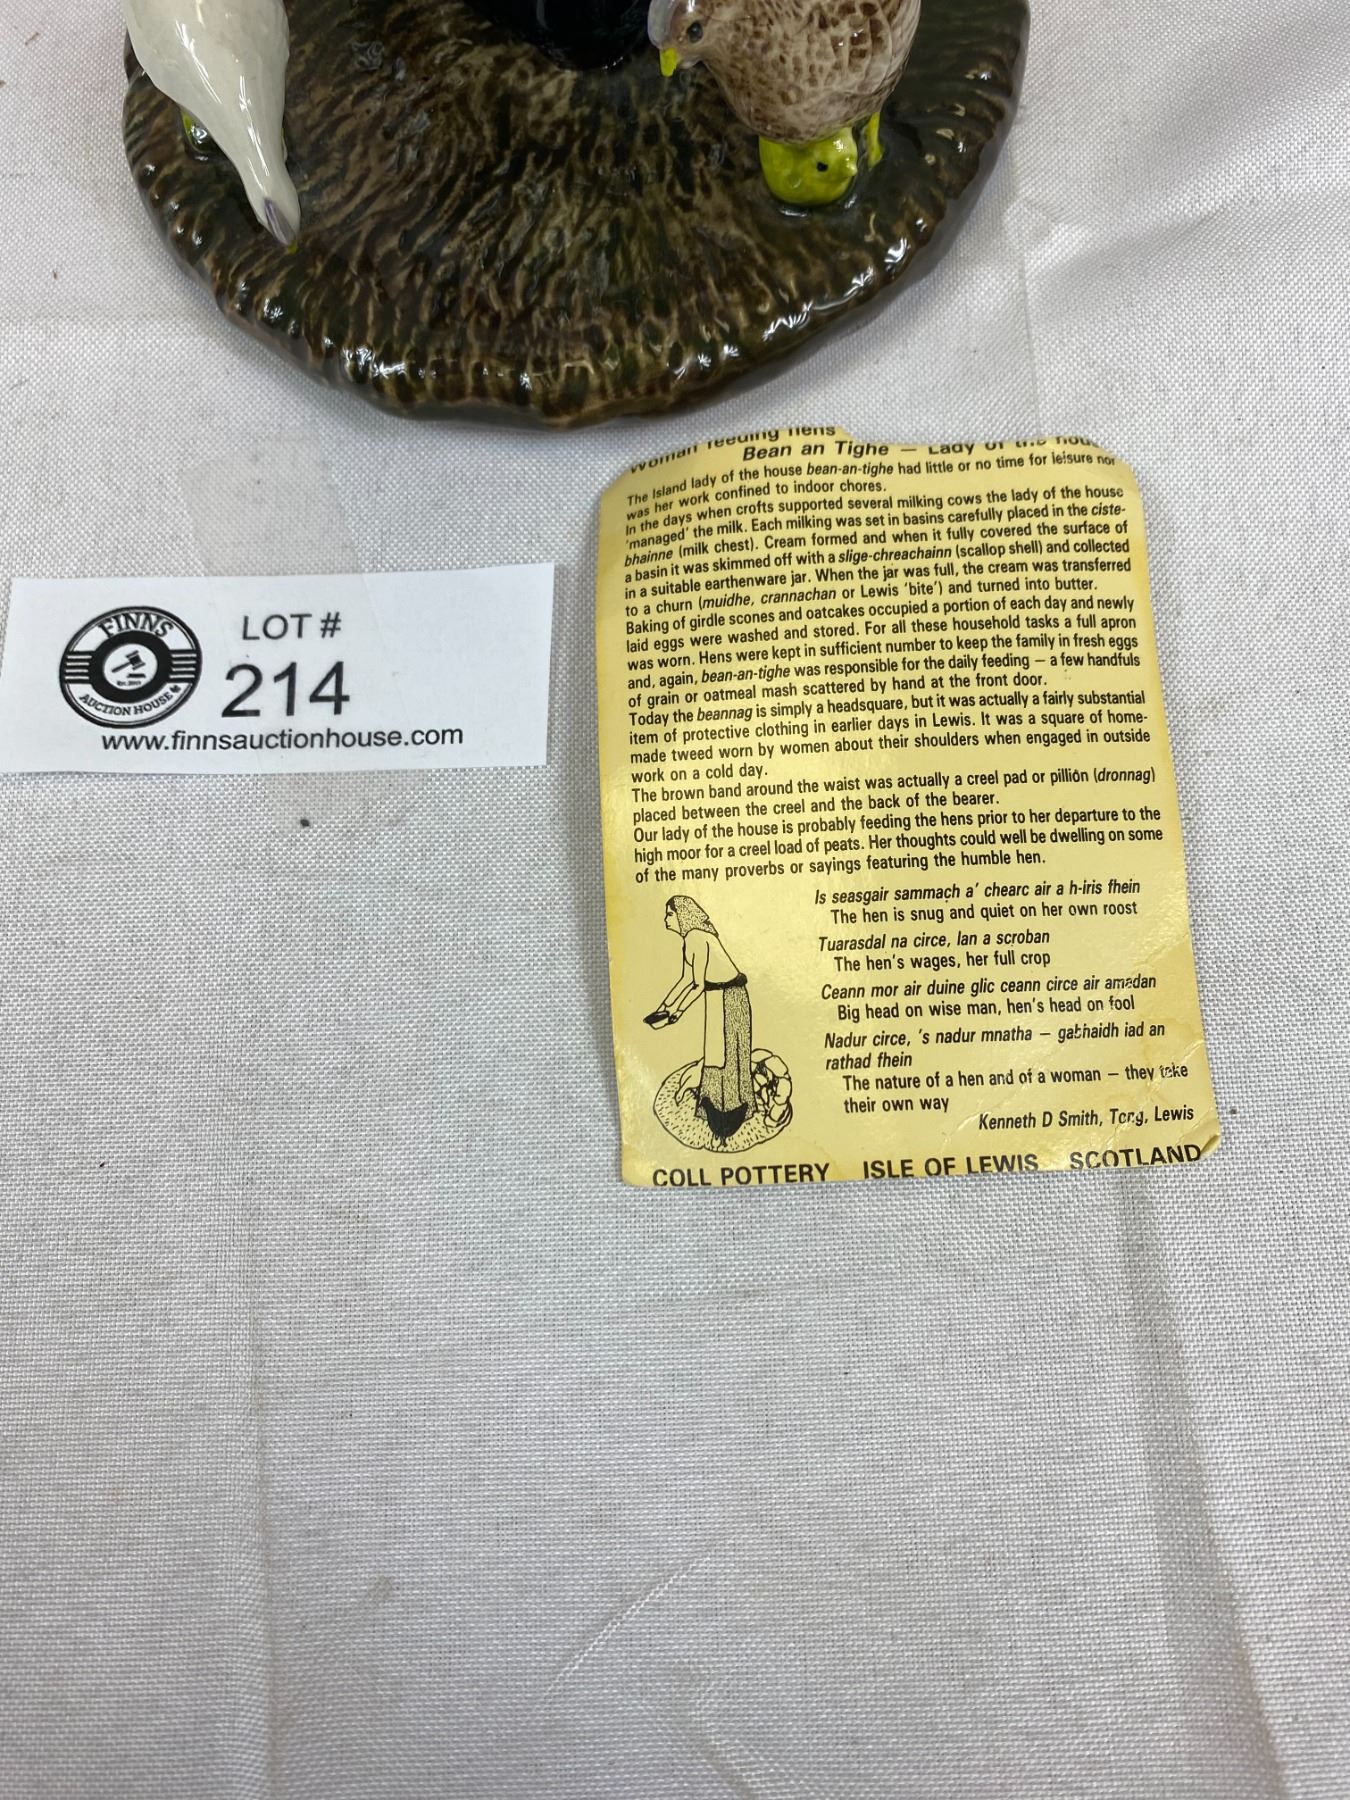 Woman feeding hens
Bean an Tighe — Lady of the hou
The Island lady of the house bean-an-tighe had little or no time for leisure nor
was her work confined to indoor chores.
In the days when crofts supported several milking cows the lady of the house
'managed' the milk. Each milking was set in basins carefully placed in the ciste-
bhainne (milk chest). Cream formed and when it fully covered the surface of
a basin it was skimmed off with a slige-chreachainn (scallop shell) and collected
in a suitable earthenware jar. When the jar was full, the cream was transferred
to a churn (muidhe, crannachan or Lewis 'bite') and turned into butter.
Baking of girdle scones and oatcakes occupied a portion of each day and newly
laid eggs were washed and stored. For all these household tasks a full apron
was worn. Hens were kept in sufficient number to keep the family in fresh eggs
and, again, bean-an-tighe was responsible for the daily feeding — a few handfuls
of grain or oatmeal mash scattered by hand at the front door.
Today the beannag is simply a headsquare, but it was actually a fairly substantial
item of protective clothing in earlier days in Lewis. It was a square of home-
made tweed worn by women about their shoulders when engaged in outside
work on a cold day.
The brown band around the waist was actually a creel pad or pillion (dronnag)
placed between the creel and the back of the bearer.
Our lady of the house is probably feeding the hens prior to her departure to the
high moor for a creel load of peats. Her thoughts could well be dwelling on some
of the many proverbs or sayings featuring the humble hen.
Is seasgair sammach a' chearc air a h-iris fhein
The hen is snug and quiet on her own roost
Tuarasdal na circe, lan a scroban
The hen's wages, her full crop
Ceann mor air duine glic ceann circe air amadan
Big head on wise man, hen's head on fool
Nadur circe, 's nadur mnatha — gabhaidh iad an
rathad fhein
The nature of a hen and of a woman — they take
their own way
Kenneth D Smith, Tong, Lewis
COLL POTTERY ISLE OF LEWIS SCOTLAND
FINNS
AUCTION HOUSE
LOT #
214
www.finnsauctionhouse.com